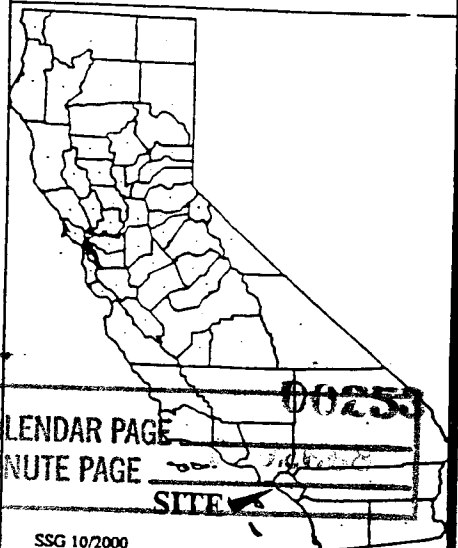 00253
LENDAR PAGE
NUTE PAGE
SITE
SSG 10/2000